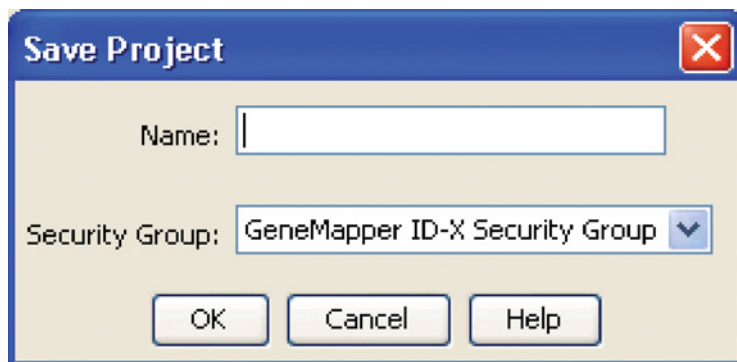 Save Project
Name:
Security Group: GeneMapper ID-X Security Group
OK Cancel Help